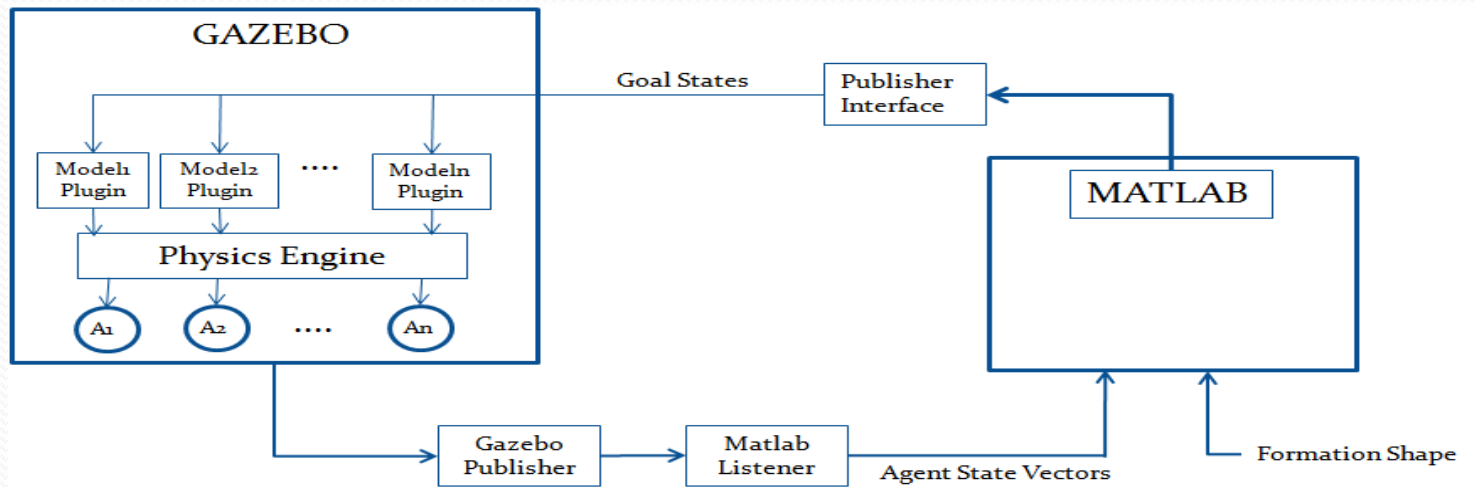 GAZEBO
Goal States
Publisher
Interface
Model1
Plugin
Model2
Plugin
....
Modeln
Plugin
MATLAB
Physics Engine
A1
A2
....
An
Gazebo
Publisher
Matlab
Listener
Agent State Vectors
Formation Shape